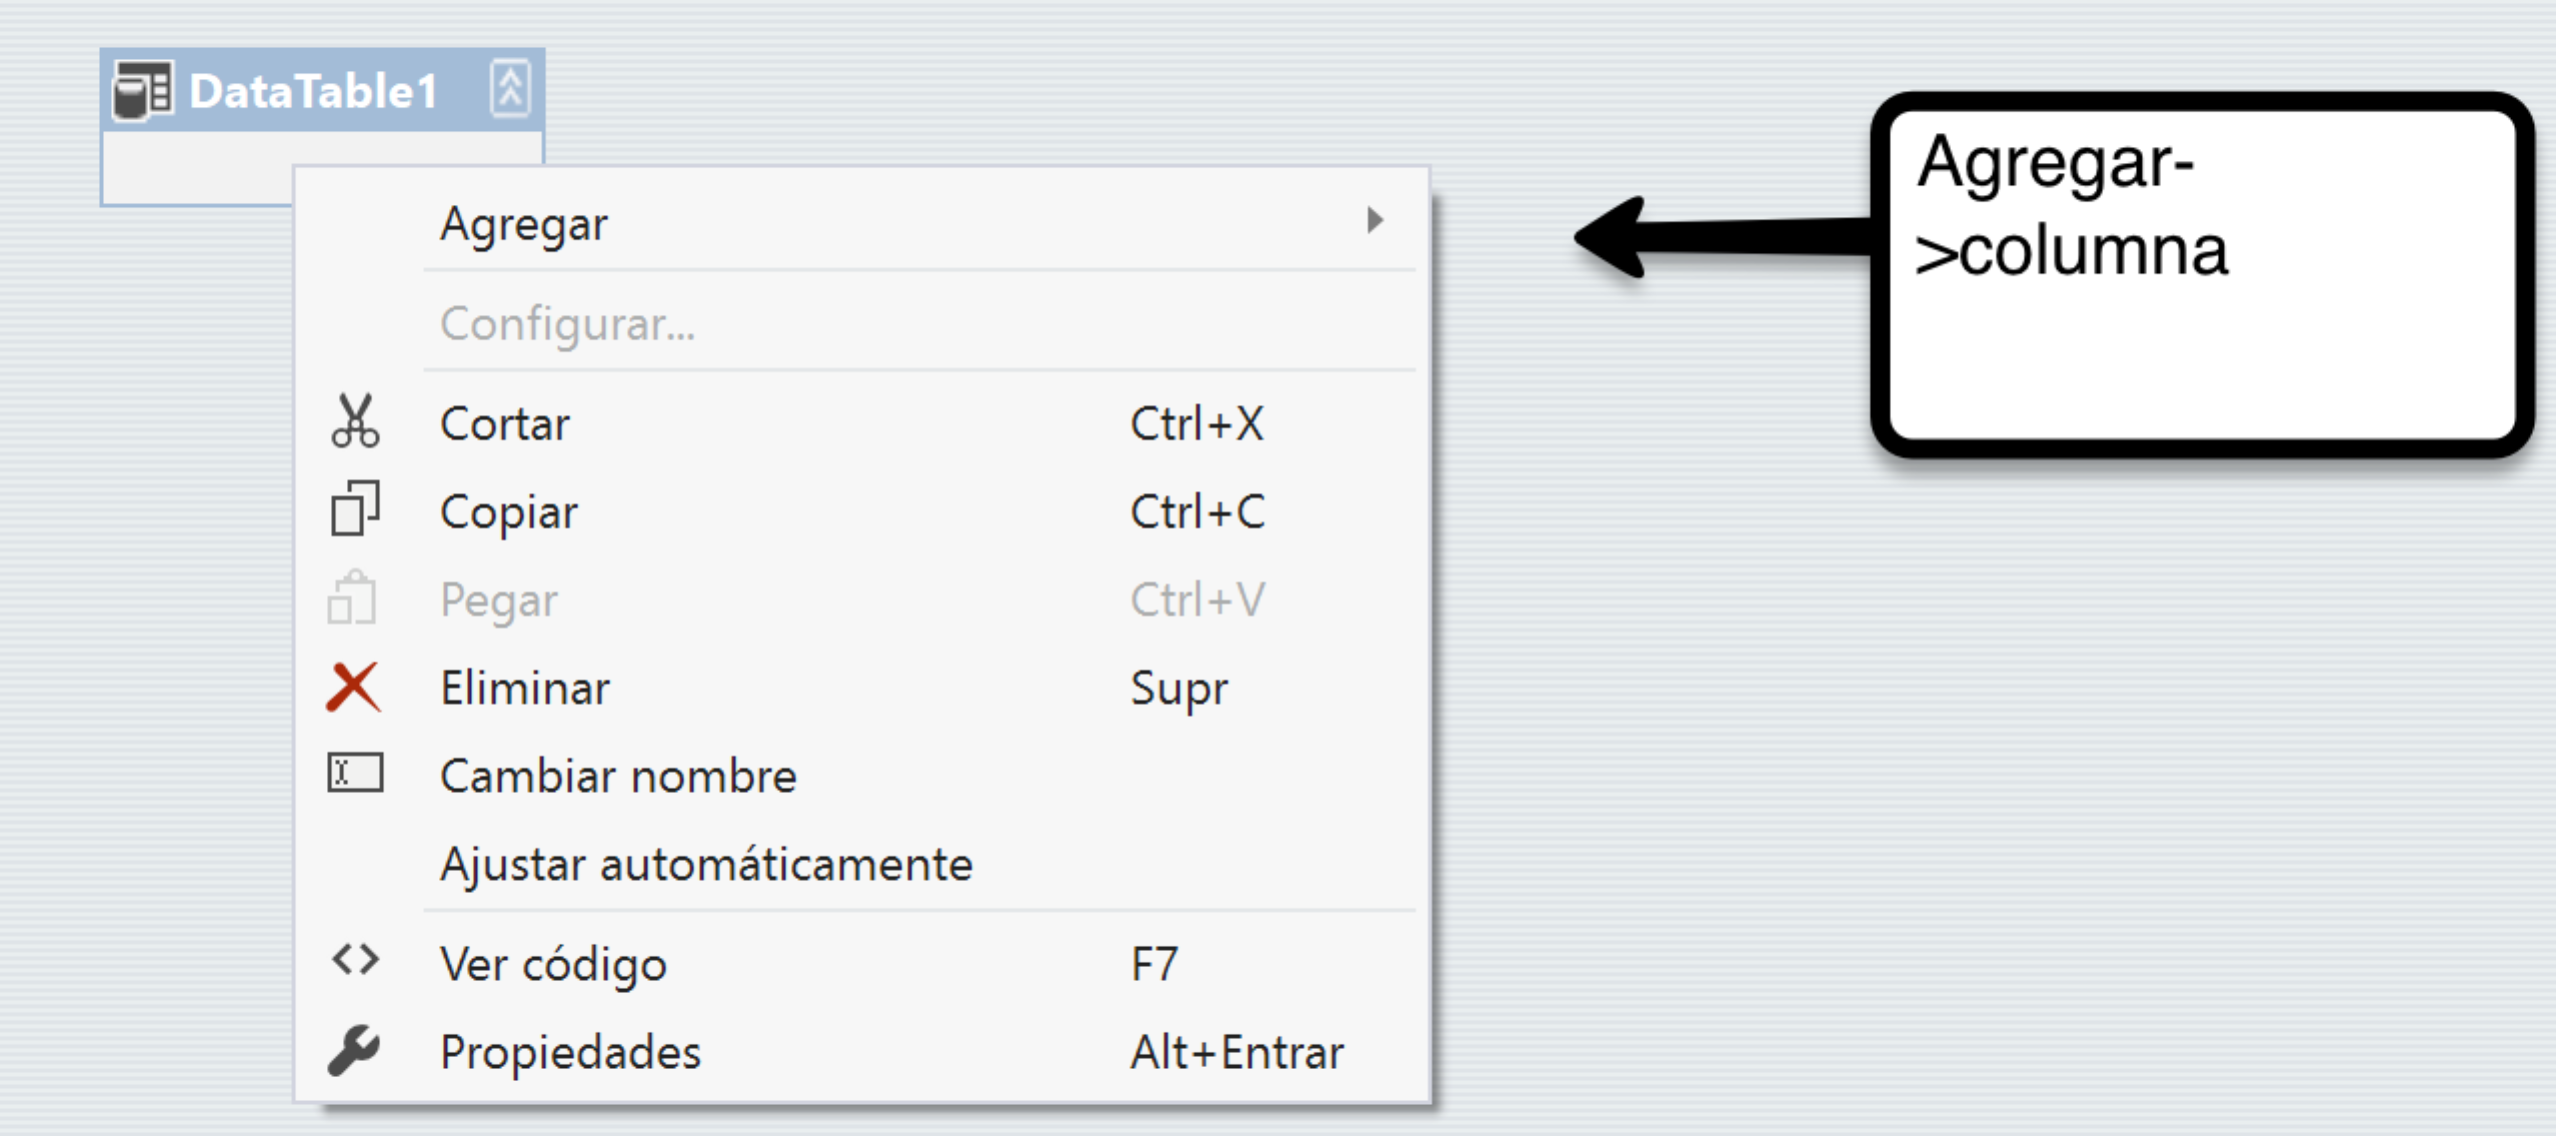 DataTable1
Agregar
Configurar...
Cortar Ctrl+X
Copiar Ctrl+C
Pegar Ctrl+V
Eliminar Supr
Cambiar nombre
Ajustar automáticamente
Ver código F7
Propiedades Alt+Entrar
Agregar-
>columna